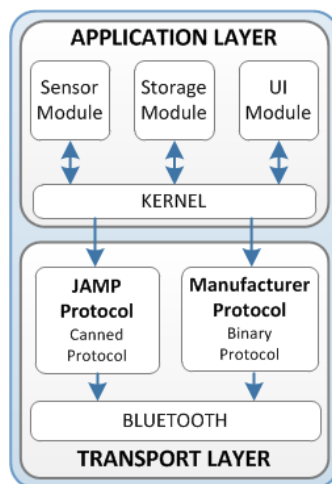 APPLICATION LAYER
Sensor
Module
Storage
Module
UI
Module
KERNEL
JAMP
Protocol
Canned
Protocol
Manufacturer
Protocol
Binary
Protocol
BLUETOOTH
TRANSPORT LAYER